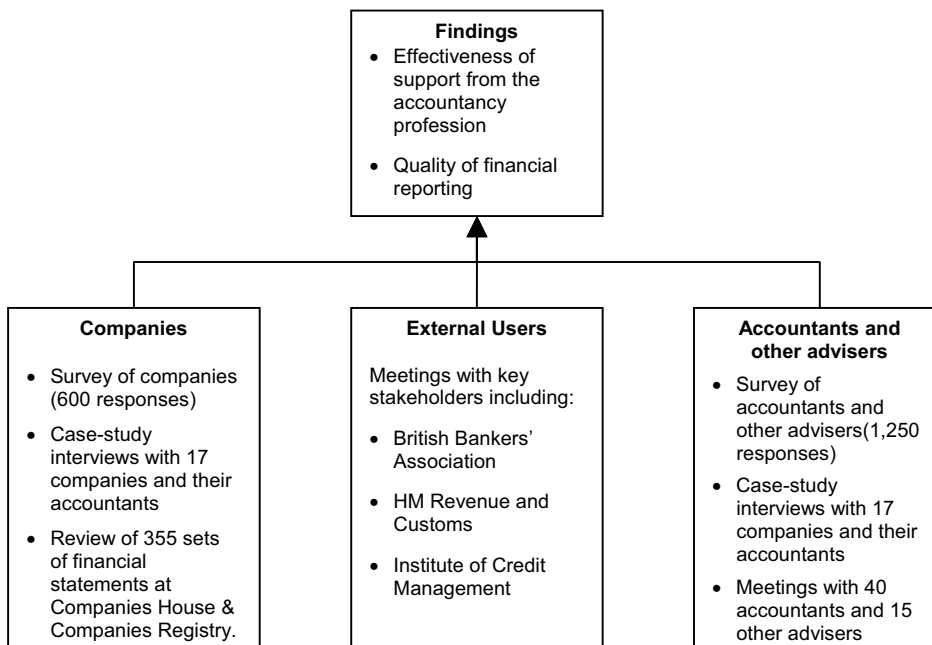 Findings
• Effectiveness of
support from the
accountancy
profession
• Quality of financial
reporting
Companies
• Survey of companies
(600 responses)
• Case-study
interviews with 17
companies and their
accountants
• Review of 355 sets
of financial
statements at
Companies House &
Companies Registry.
External Users
Meetings with key
stakeholders including:
• British Bankers’
Association
• HM Revenue and
Customs
• Institute of Credit
Management
Accountants and
other advisers
• Survey of
accountants and
other advisers(1,250
responses)
• Case-study
interviews with 17
companies and their
accountants
• Meetings with 40
accountants and 15
other advisers